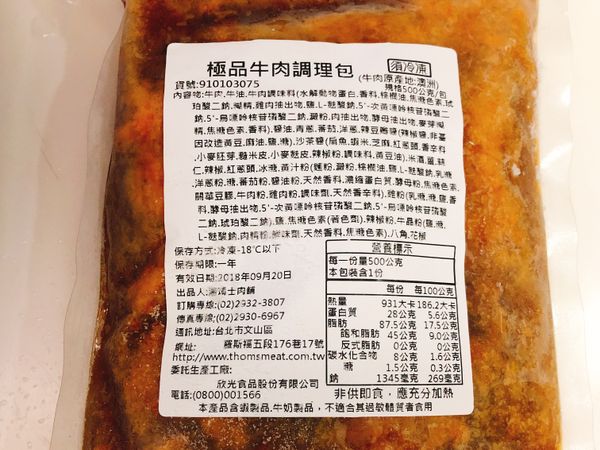 極品牛肉調理包
須冷凍
(牛肉原產地:澳洲)
貨號:910103075
規格500公克/包
內容物:牛肉,牛油,牛肉調味料(水解動物蛋白,香料,棕櫚油,焦糖色素,琥
珀酸二鈉,糊精,雞肉抽出物,鹽,L-麩酸鈉,5'-次黃嘌呤核苷磷酸二
鈉,5'-鳥嘌呤核苷磷酸二鈉,澱粉,肉抽出物,酵母抽出物,麥芽糊
精,焦糖色素,香料),醬油,青蔥,番茄,洋蔥,辣豆瓣醬(辣椒醬,非基
因改造黃豆,麻油,鹽,糖),沙茶醬(扁魚,蝦米,芝麻,紅蔥頭,香辛料
,小麥胚芽,糙米皮,小麥麩皮,辣椒粉,調味料,黃豆油),米酒,薑,蒜
仁,辣椒,紅蔥頭,冰糖,黃汁粉(麵粉,澱粉,棕櫚油,鹽,L-麩酸鈉,乳糖
,洋蔥粉,糖,蕃茄粉,醬油粉,天然香料,濃縮蛋白質,酵母粉,焦糖色素,
關華豆膠,牛肉粉,雞肉粉,調味劑,天然香辛料),雞粉(乳糖,糖,鹽,香
料,酵母抽出物,5'-次黃嘌呤核苷磷酸二鈉,5'-鳥嘌呤核苷磷酸二
鈉,琥珀酸二鈉),鹽,焦糖色素(著色劑),辣椒粉,牛晶粉(鹽,糖,
L-麩酸鈉,肉精粉,鮮味劑,天然香料,焦糖色素),八角,花椒
保存方式:冷凍-18℃以下
保存期限:一年
有效日期:2018年09月20日
出品人:湯瑪士肉舖
訂購專線:(02)2932-3807
傳真專線:(02)2930-6967
通訊地址:台北市文山區
羅斯福五段176巷17號
網址:
http://www.thomsmeat.com.tw
委託生產工廠:
欣光食品股份有限公司
電話:(0800)001566
營養標示
每一份量500公克
本包裝含1份
每份 每100公克
熱量 931大卡 186.2大卡
蛋白質 28公克 5.6公克
脂肪 87.5公克 17.5公克
飽和脂肪 45公克 9.0公克
反式脂肪 0公克 0公克
碳水化合物 8公克 1.6公克
糖 1.5公克 0.3公克
鈉 1345毫克 269毫克
非供即食，應充分加熱
本產品含蝦製品,牛奶製品，不適合其過敏體質者食用